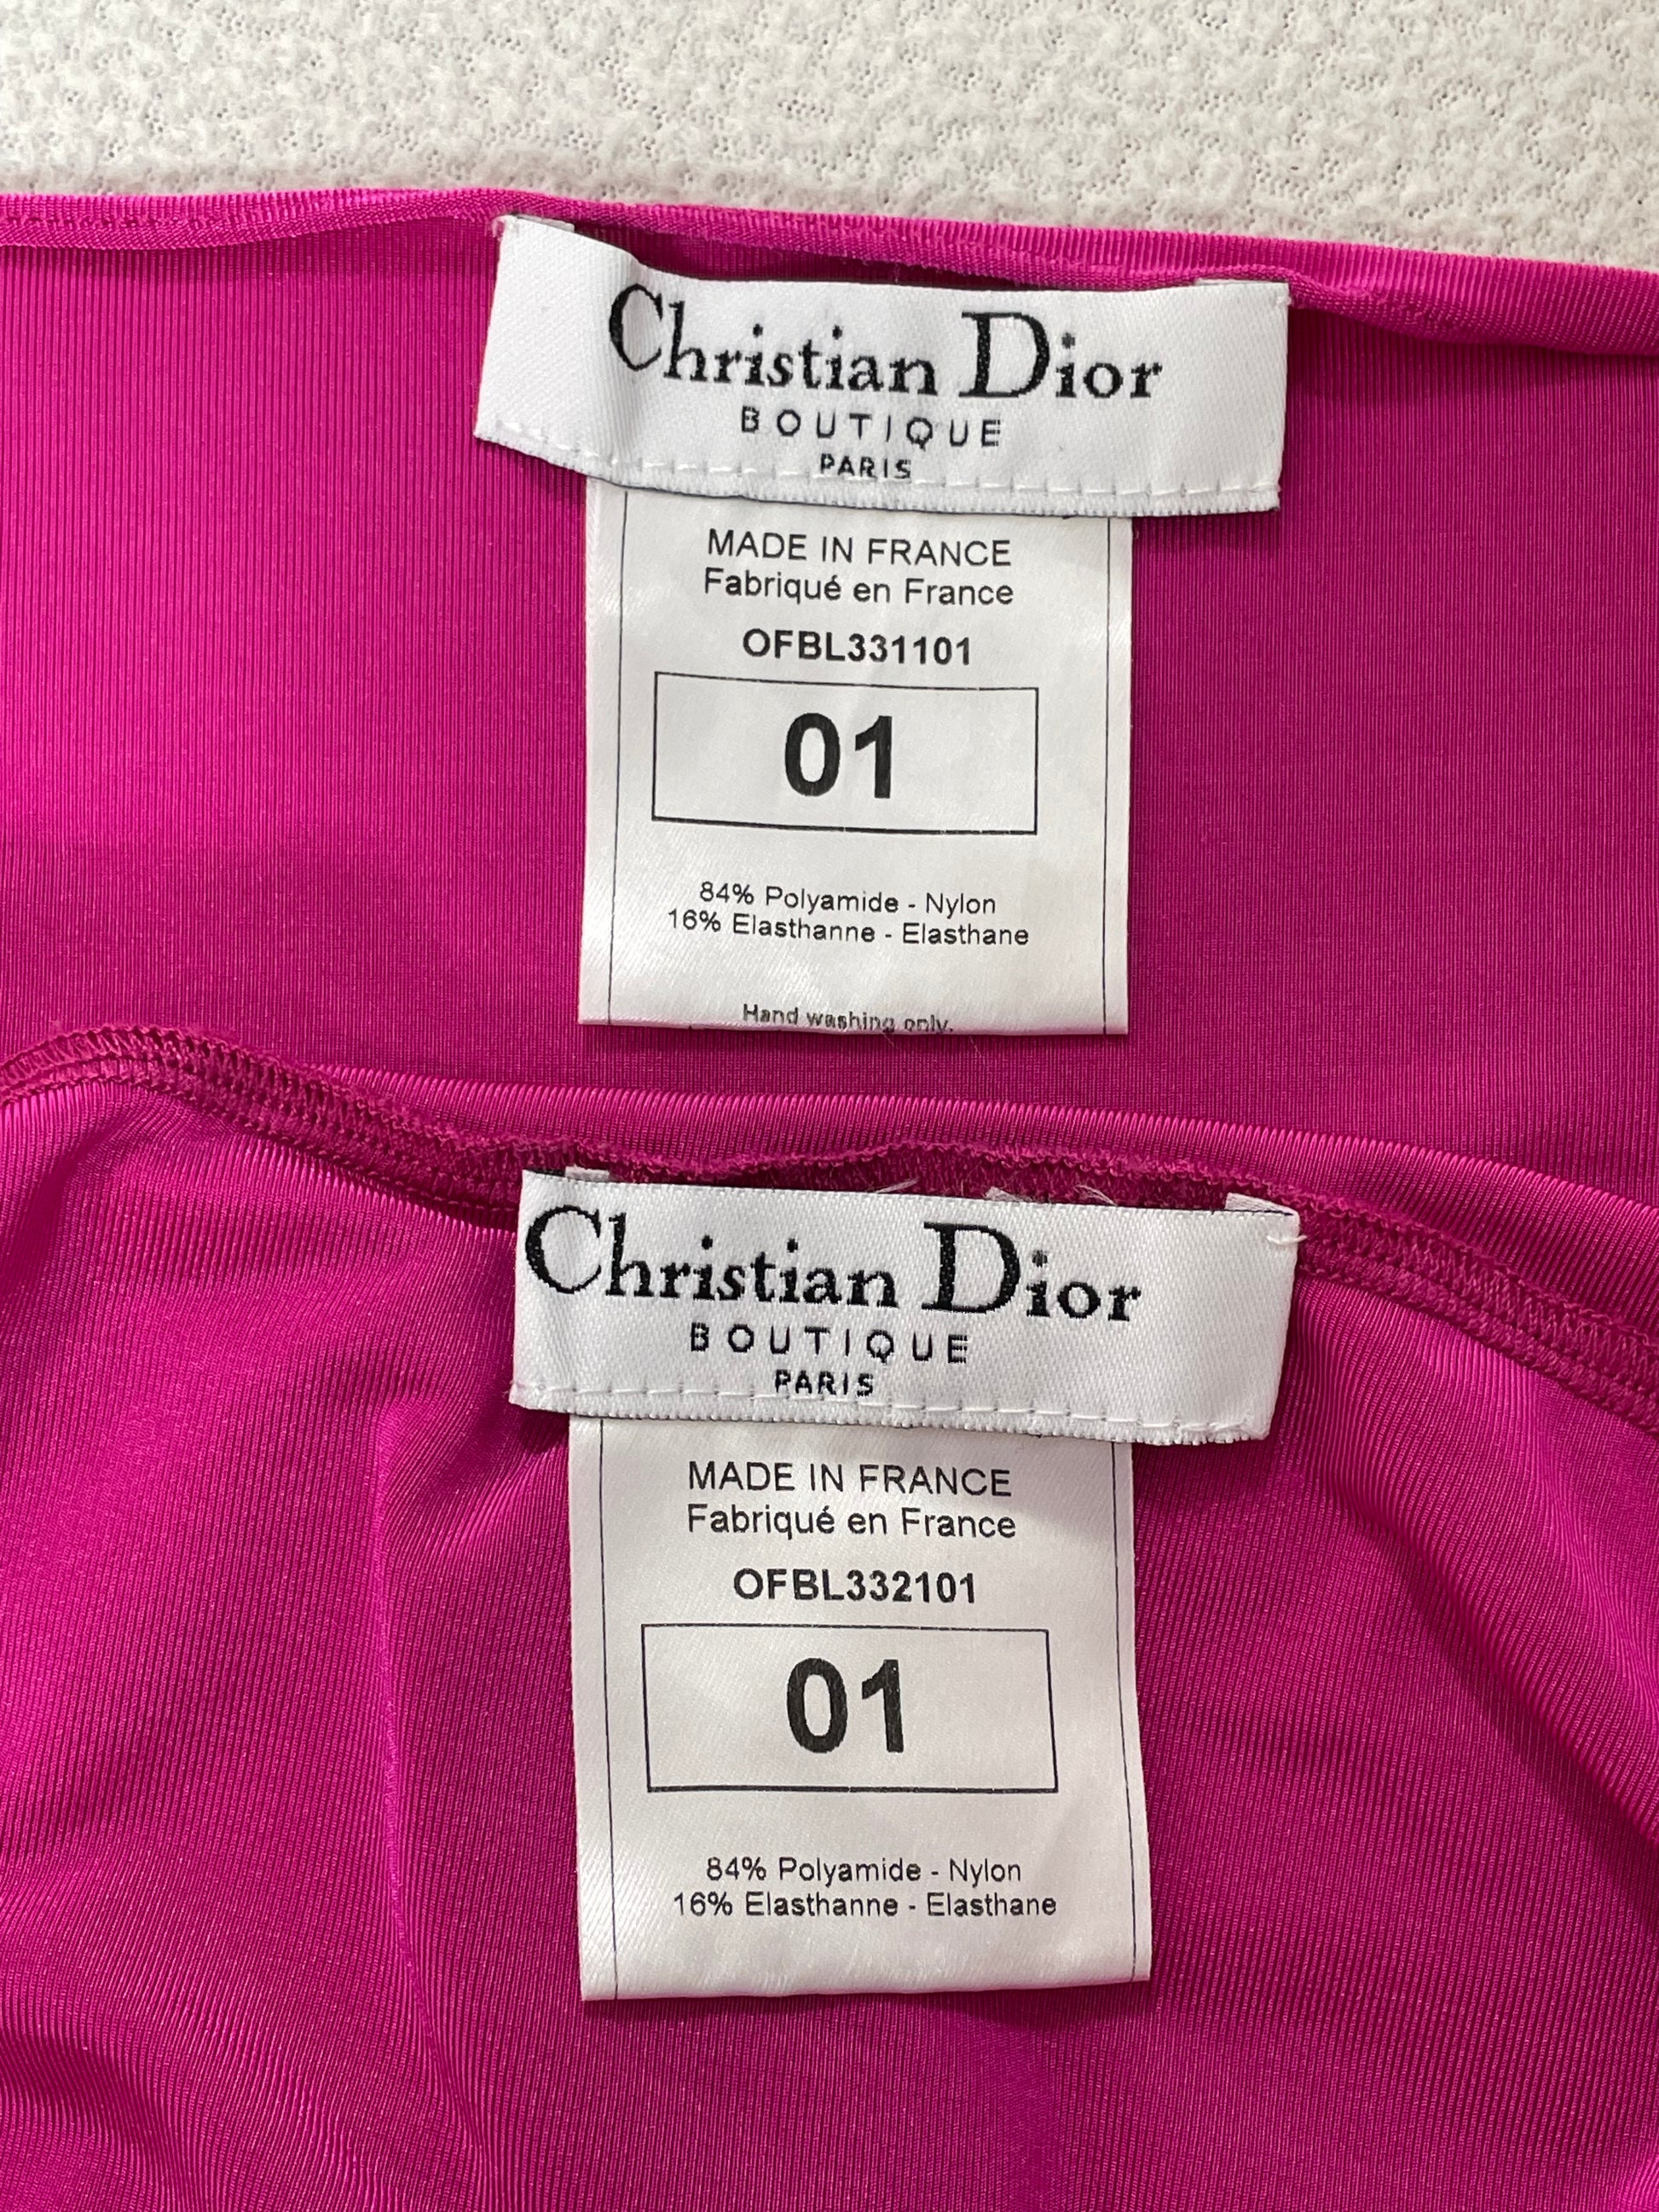 Christian Dior
BOUTIQUE
PARIS
MADE IN FRANCE
Fabriqué en France
OFBL331101
01
84% Polyamide - Nylon
16% Elasthanne - Elasthane
Hand washing only.
Christian Dior
BOUTIQUE
PARIS
MADE IN FRANCE
Fabriqué en France
OFBL332101
01
84% Polyamide - Nylon
16% Elasthanne - Elasthane